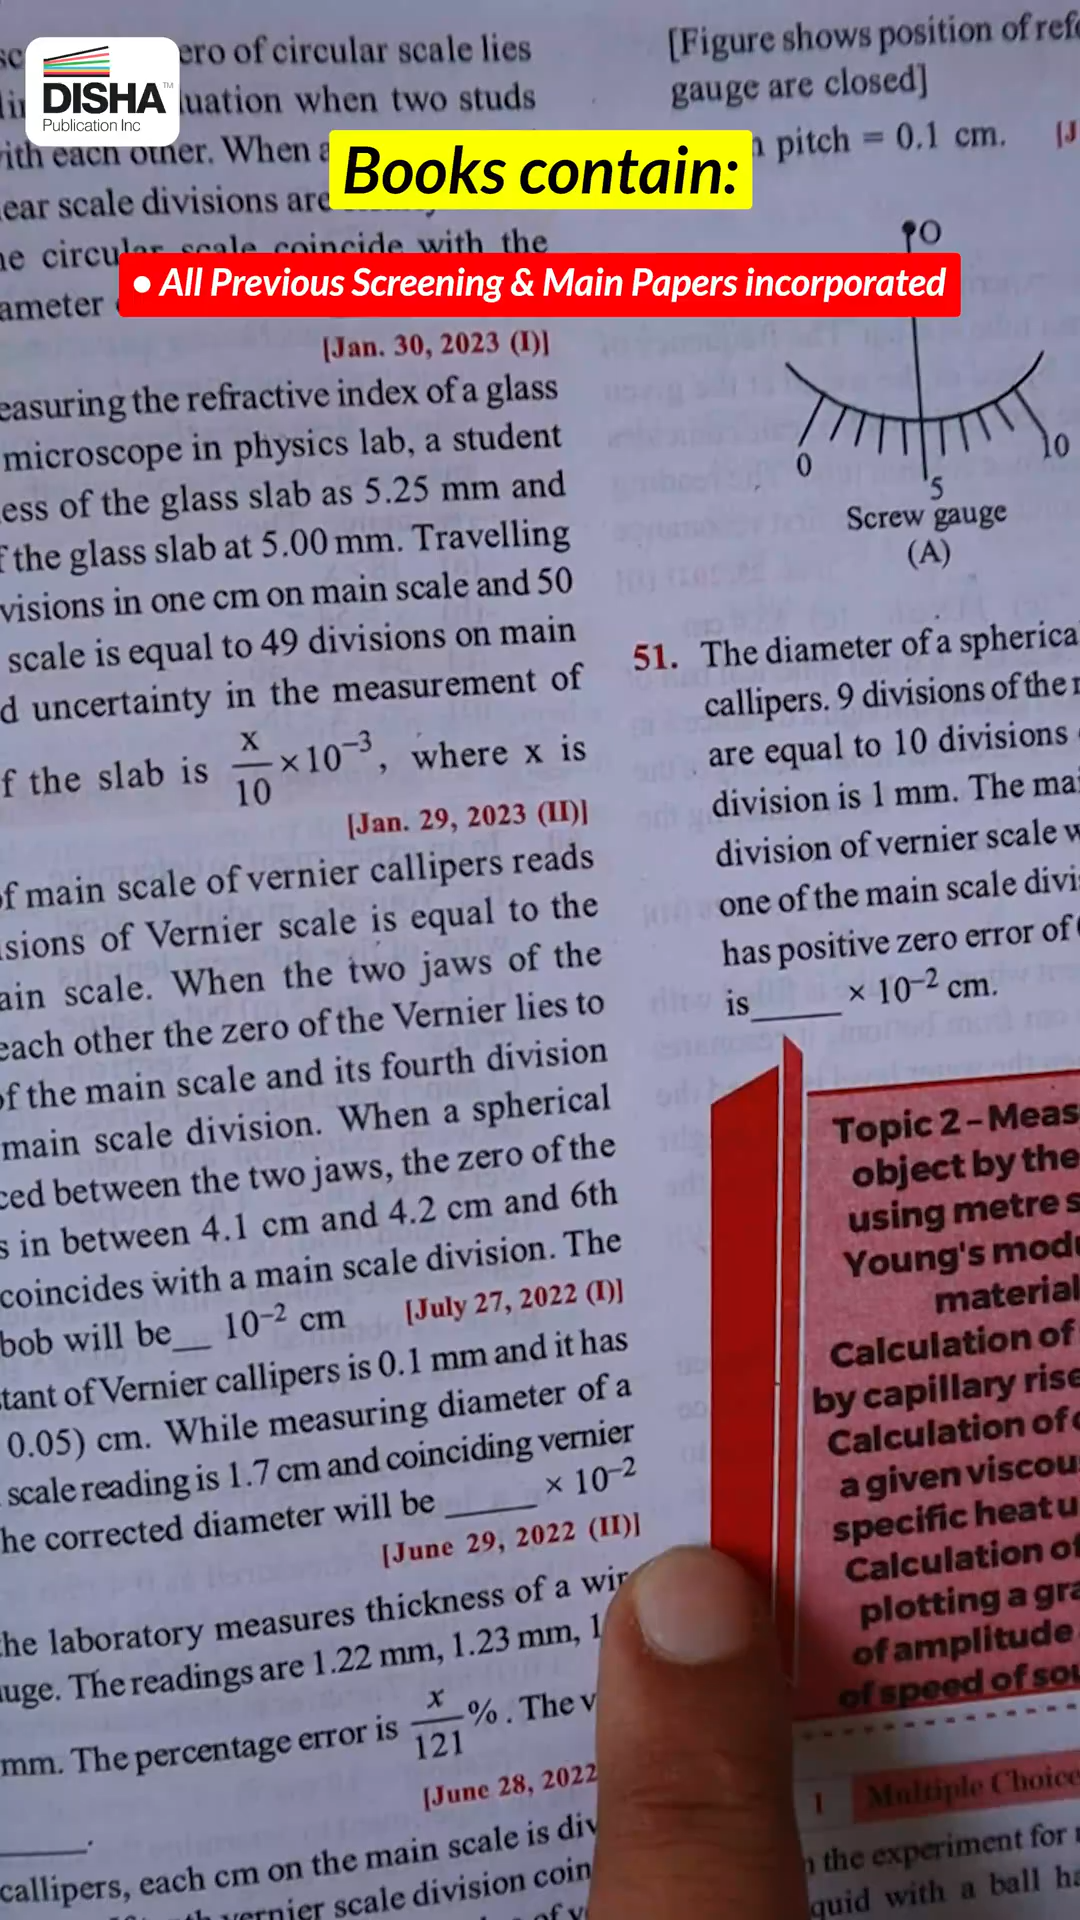 DISHA
TM
Publication Inc
Books contain:
• All Previous Screening & Main Papers incorporated
ero of circular scale lies
uation when two studs
ith each other. When
ear scale divisions are
circular scale coincide with the
ameter
[Jan. 30, 2023 (I)]
easuring the refractive index of a glass
microscope in physics lab, a student
ess of the glass slab as 5.25 mm and
f the glass slab at 5.00 mm. Travelling
visions in one cm on main scale and 50
scale is equal to 49 divisions on main
d uncertainty in the measurement of
f the slab is x/10 ×10⁻³, where x is
[Jan. 29, 2023 (II)]
of main scale of vernier callipers reads
sions of Vernier scale is equal to the
ain scale. When the two jaws of the
each other the zero of the Vernier lies to
of the main scale and its fourth division
main scale division. When a spherical
ced between the two jaws, the zero of the
s in between 4.1 cm and 4.2 cm and 6th
coincides with a main scale division. The
bob will be__ 10⁻² cm [July 27, 2022 (I)]
tant of Vernier callipers is 0.1 mm and it has
0.05) cm. While measuring diameter of a
scale reading is 1.7 cm and coinciding vernier
he corrected diameter will be ____ × 10⁻²
[June 29, 2022 (II)]
the laboratory measures thickness of a wir
uge. The readings are 1.22 mm, 1.23 mm, 1
mm. The percentage error is x/121 %. The v
[June 28, 2022
____.
callipers, each cm on the main scale is div
vernier scale division coin
[Figure shows position of refe
gauge are closed]
pitch = 0.1 cm. [J
O
0
5
10
Screw gauge
(A)
51. The diameter of a spherica
callipers. 9 divisions of the
are equal to 10 divisions
division is 1 mm. The mai
division of vernier scale w
one of the main scale divi
has positive zero error of
is____ × 10⁻² cm.
Topic 2 - Meas
object by the
using metre s
Young's mod
material
Calculation of
by capillary rise
Calculation of
a given viscou
specific heat u
Calculation of
plotting a gra
of amplitude
of speed of sou
1 Multiple Choice
the experiment for
quid with a ball ha